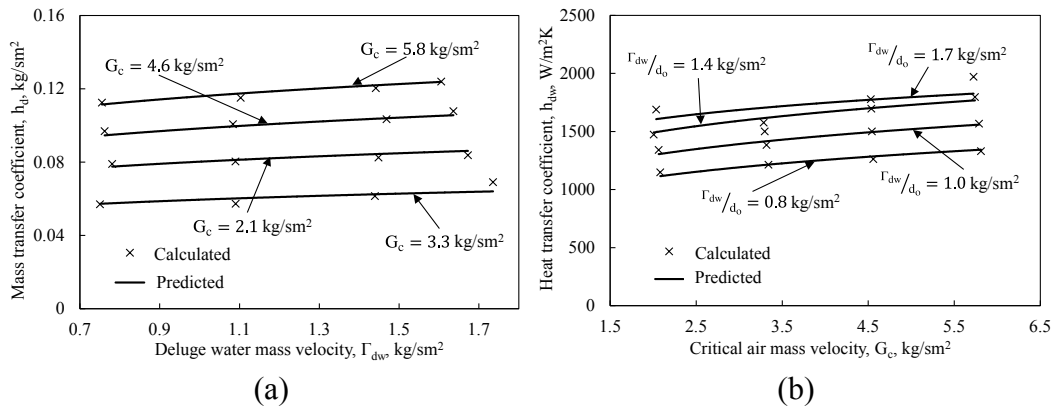 Mass transfer coefficient, h_d, kg/sm²
0.16
0.12
0.08
0.04
0
G_c = 5.8 kg/sm²
G_c = 4.6 kg/sm²
G_c = 2.1 kg/sm²
G_c = 3.3 kg/sm²
Calculated
Predicted
0.7 0.9 1.1 1.3 1.5 1.7
Deluge water mass velocity, Γ_dw, kg/sm²
(a)
Heat transfer coefficient, h_dw, W/m²K
2500
2000
1500
1000
500
0
Γ_dw/d_o = 1.4 kg/sm²
Γ_dw/d_o = 1.7 kg/sm²
Γ_dw/d_o = 1.0 kg/sm²
Γ_dw/d_o = 0.8 kg/sm²
Calculated
Predicted
1.5 2.5 3.5 4.5 5.5 6.5
Critical air mass velocity, G_c, kg/sm²
(b)